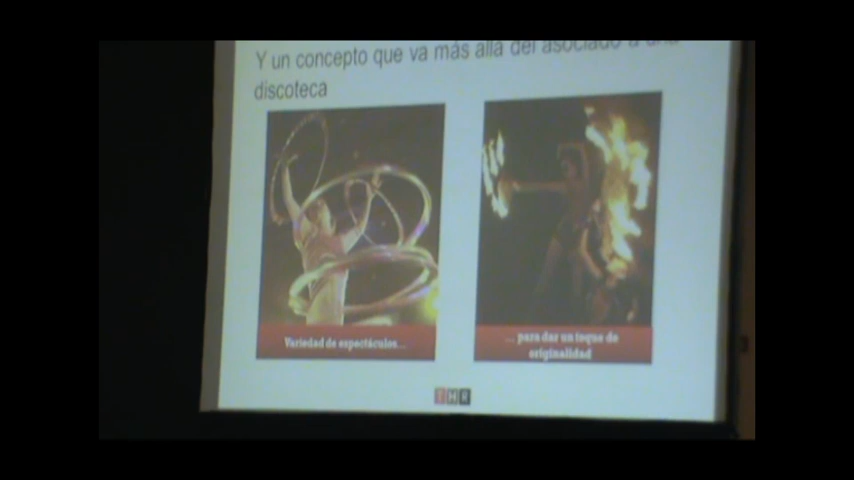 Y un concepto que va más allá del asociado a una
discoteca
Variedad de espectáculos...
... para dar un toque de
originalidad
THR